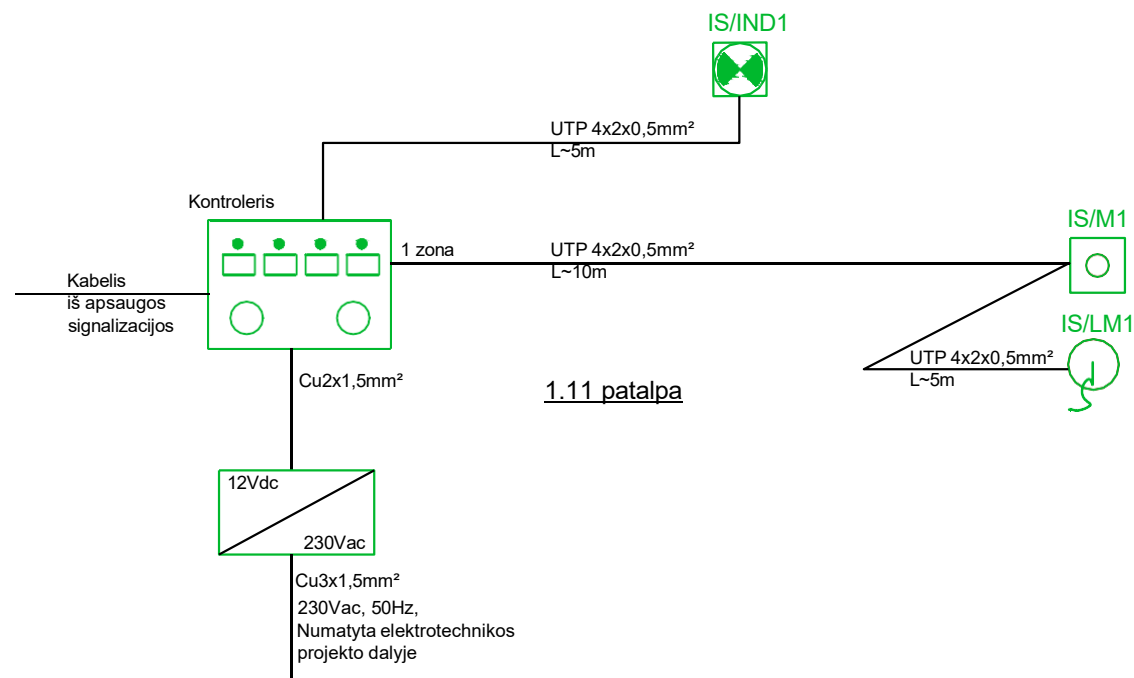 IS/IND1
UTP 4x2x0,5mm²
L~5m
Kontroleris
1 zona
UTP 4x2x0,5mm²
L~10m
IS/M1
Kabelis
iš apsaugos
signalizacijos
IS/LM1
UTP 4x2x0,5mm²
L~5m
Cu2x1,5mm²
1.11 patalpa
12Vdc
230Vac
Cu3x1,5mm²
230Vac, 50Hz,
Numatyta elektrotechnikos
projekto dalyje